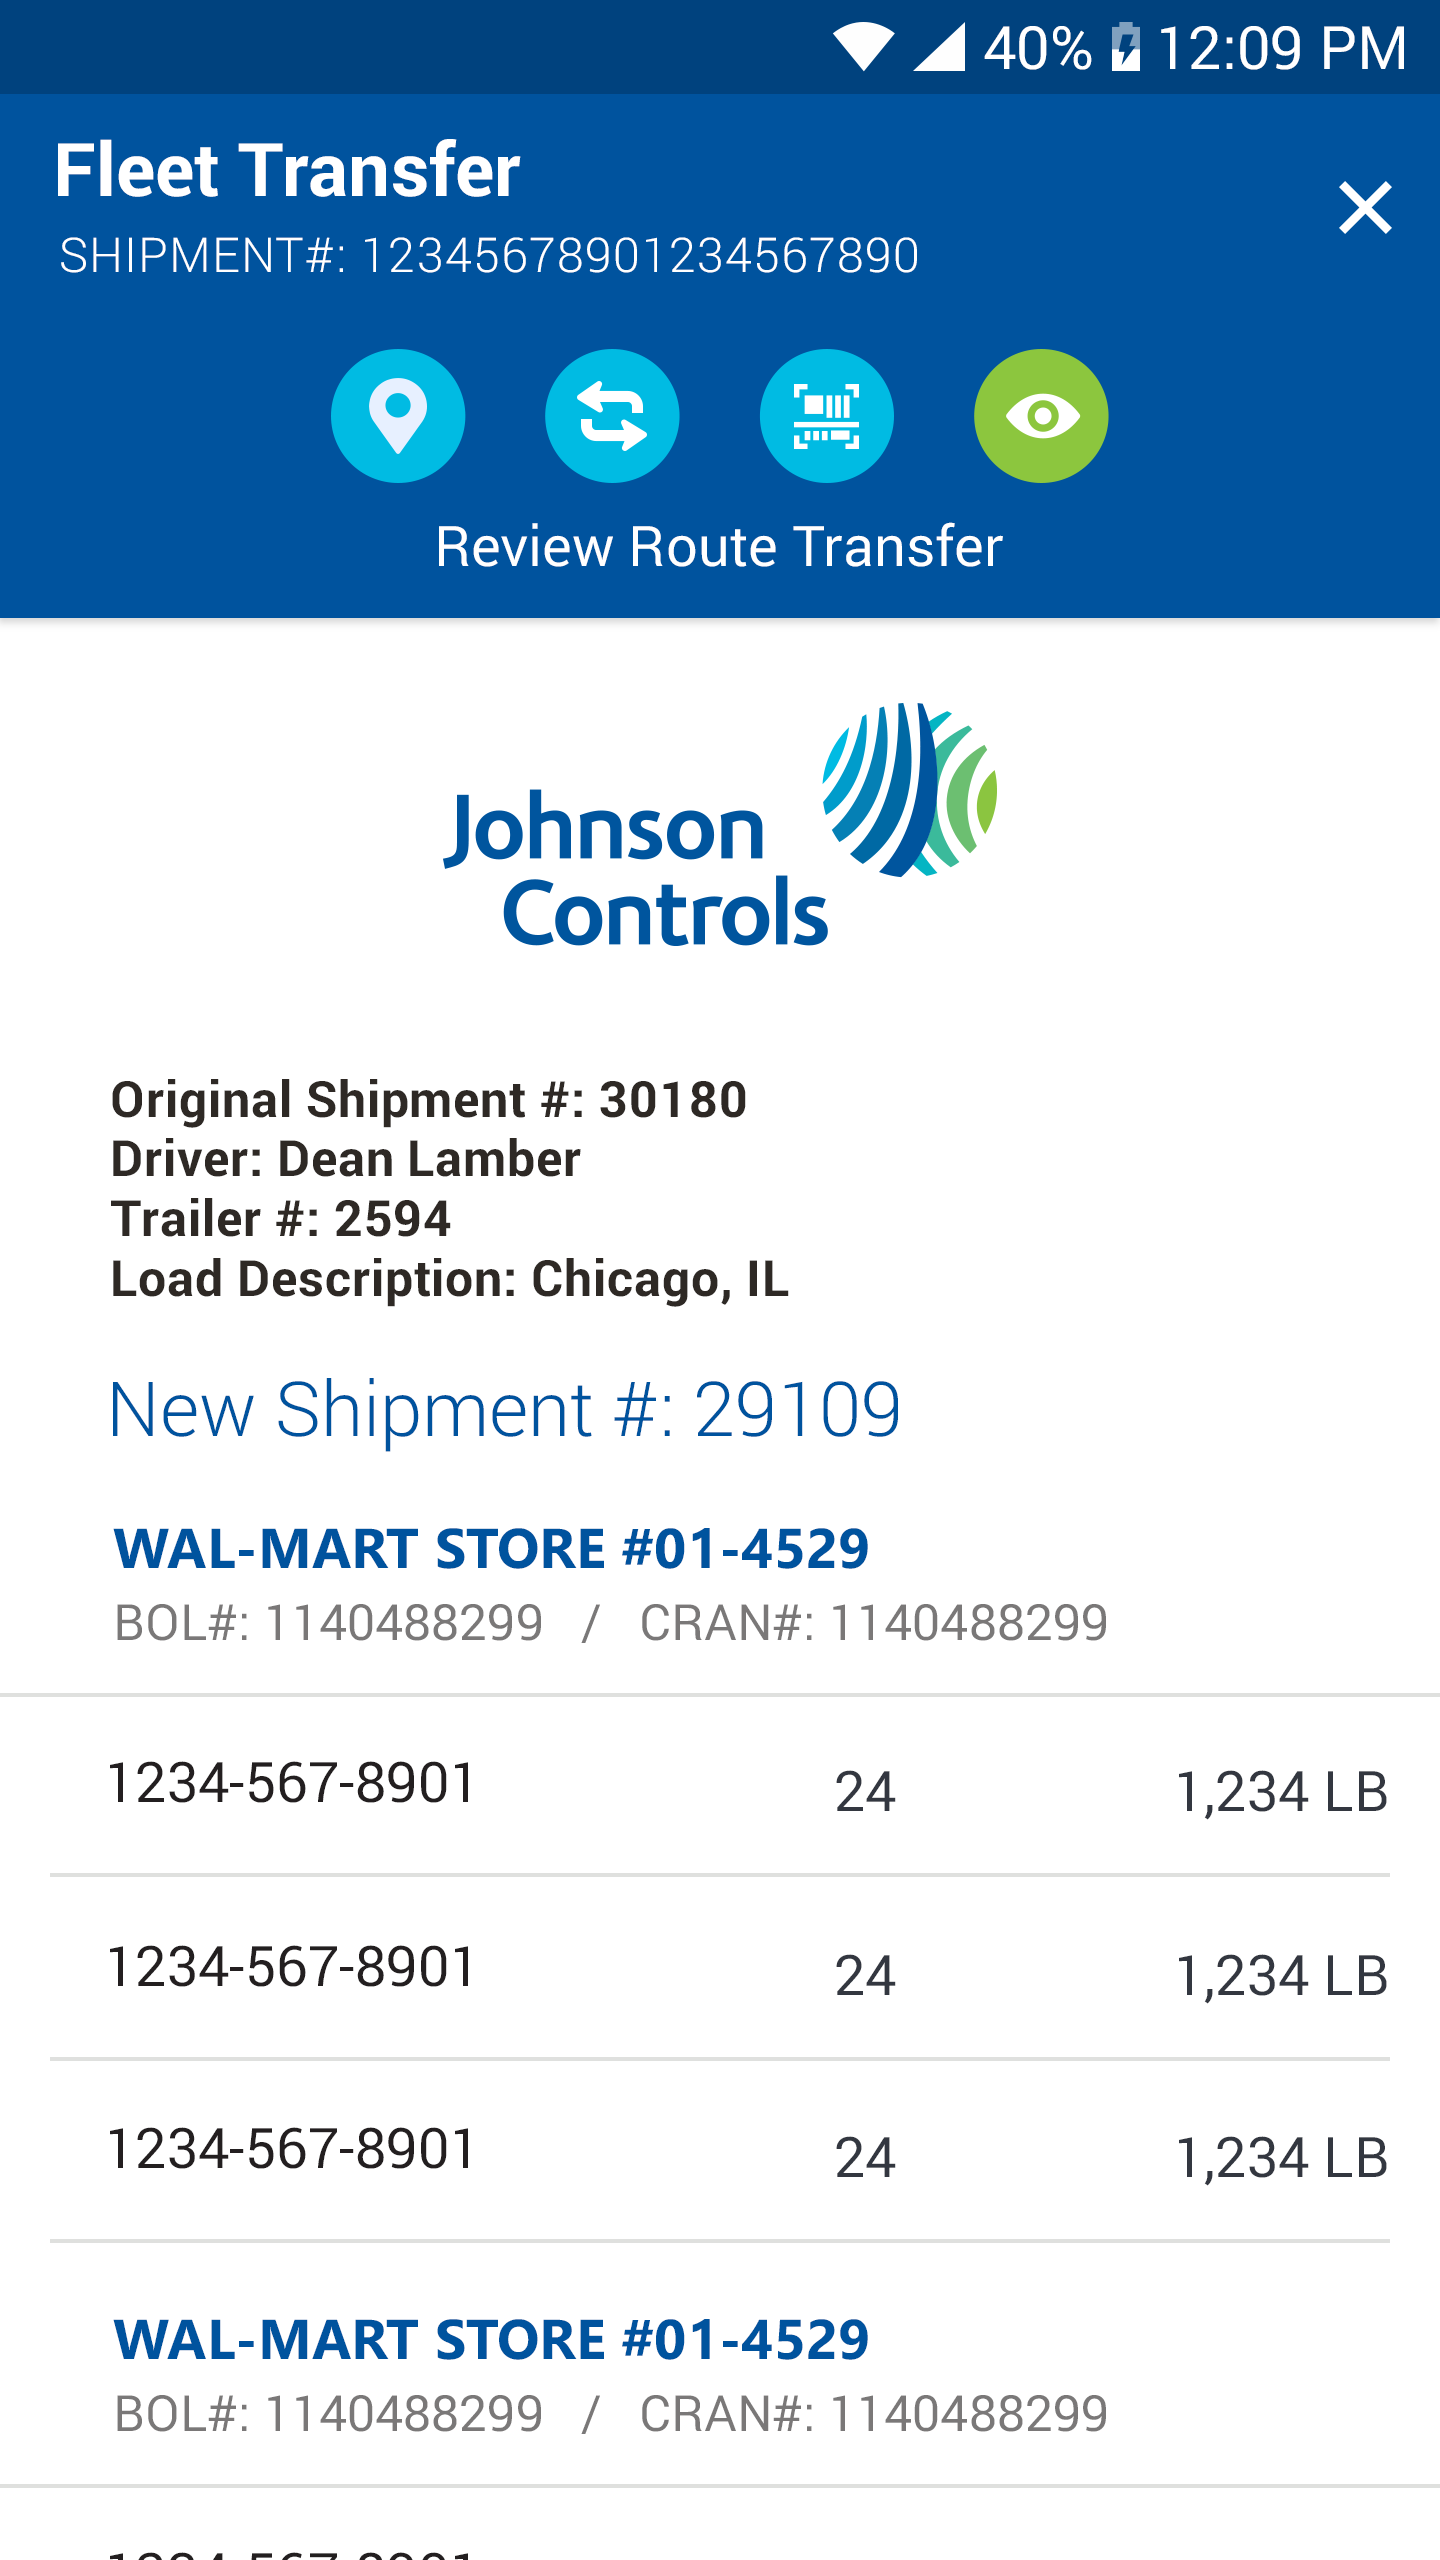 40% 12:09 PM
Fleet Transfer
SHIPMENT#: 12345678901234567890
Review Route Transfer
Johnson
Controls
Original Shipment #: 30180
Driver: Dean Lamber
Trailer #: 2594
Load Description: Chicago, IL
New Shipment #: 29109
WAL-MART STORE #01-4529
BOL#: 1140488299 / CRAN#: 1140488299
1234-567-8901 24 1,234 LB
1234-567-8901 24 1,234 LB
1234-567-8901 24 1,234 LB
WAL-MART STORE #01-4529
BOL#: 1140488299 / CRAN#: 1140488299